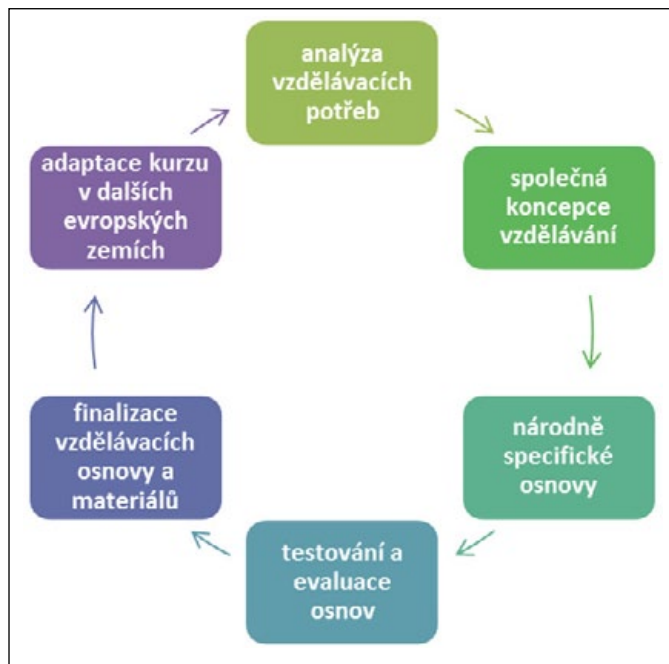 analýza
vzdělávacích
potřeb
společná
koncepce
vzdělávání
národně
specifické
osnovy
testování a
evaluace
osnov
finalizace
vzdělávacích
osnovy a
materiálů
adaptace kurzu
v dalších
evropských
zemích